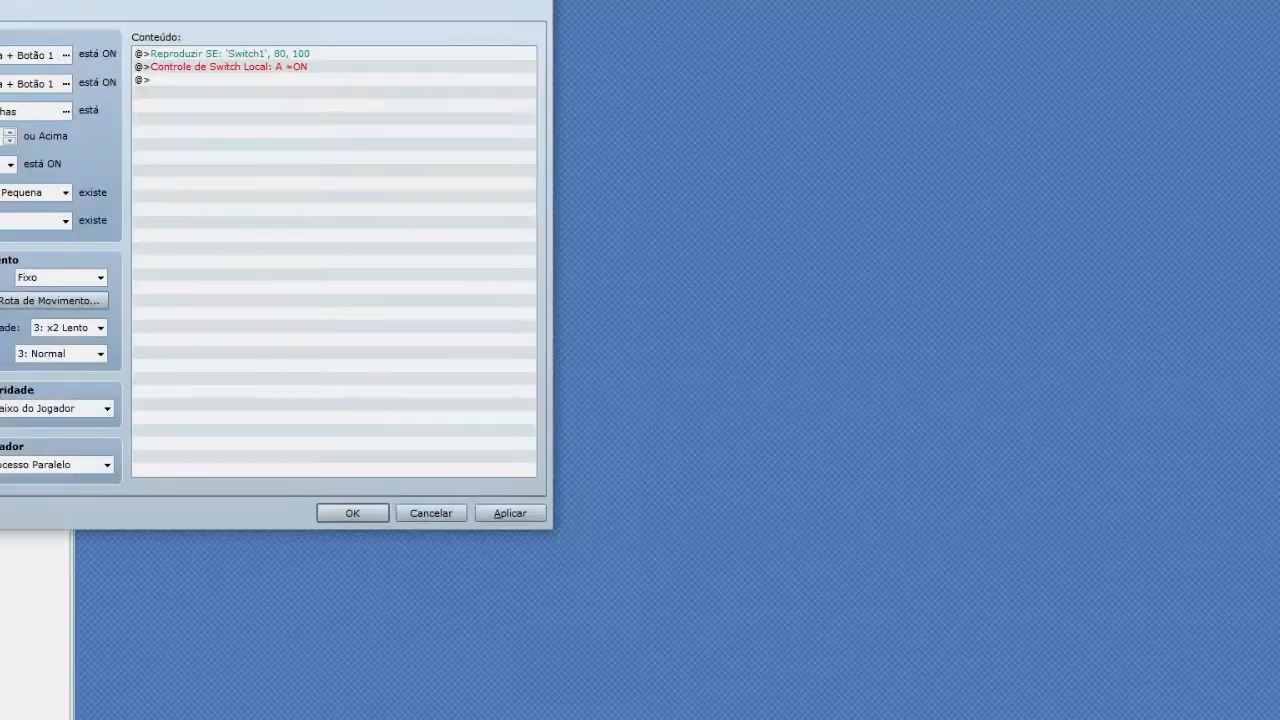 Conteúdo:
a + Botão 1 ... está ON
a + Botão 1 ... está ON
has ... está
ou Acima
está ON
Pequena existe
existe
@>Reproduzir SE: 'Switch1', 80, 100
@>Controle de Switch Local: A =ON
@>
ento
Fixo
Rota de Movimento...
ade: 3: x2 Lento
3: Normal
ridade
aixo do Jogador
ador
ocesso Paralelo
OK Cancelar Aplicar